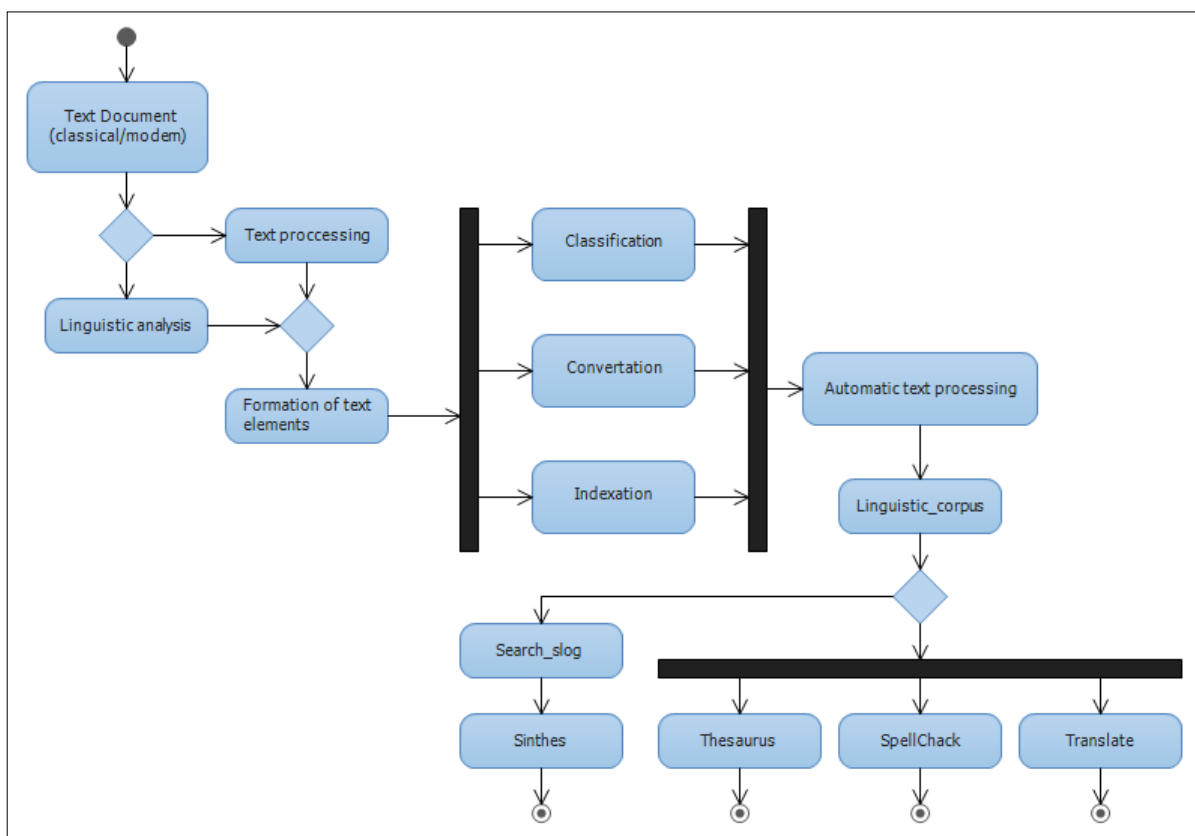 Text Document
(classical/modem)
Text proccessing
Linguistic analysis
Formation of text
elements
Classification
Convertation
Indexation
Automatic text processing
Linguistic_corpus
Search_slog
Sinthes
Thesaurus
SpellChack
Translate